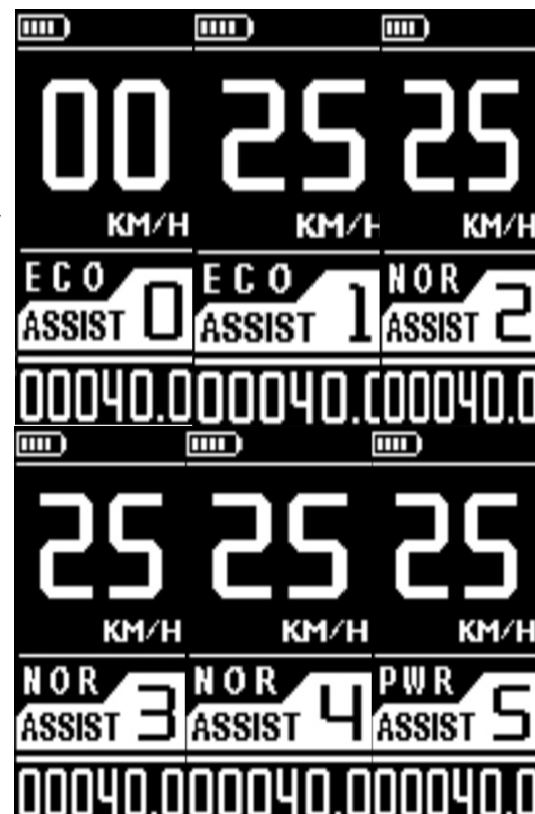 00 25 25
KM/H KM/H KM/H
ECO 0 ECO 1 NOR 2
ASSIST ASSIST ASSIST
00040.0 00040.0 00040.0
25 25 25
KM/H KM/H KM/H
NOR 3 NOR 4 PWR 5
ASSIST ASSIST ASSIST
00040.0 00040.0 00040.0